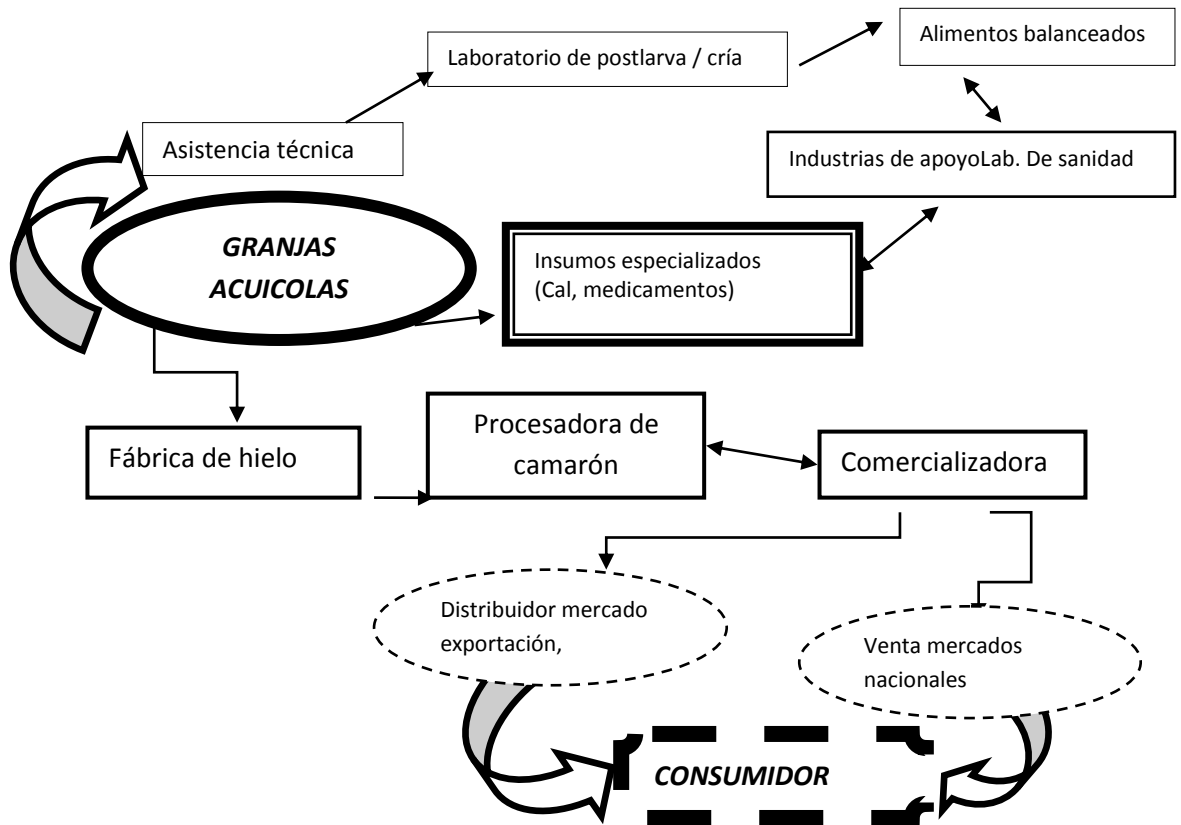 Alimentos balanceados
Laboratorio de postlarva / cría
Asistencia técnica
Industrias de apoyoLab. De sanidad
GRANJAS
ACUICOLAS
Insumos especializados
(Cal, medicamentos)
Procesadora de
camarón
Fábrica de hielo
Comercializadora
Distribuidor mercado
exportación,
Venta mercados
nacionales
CONSUMIDOR